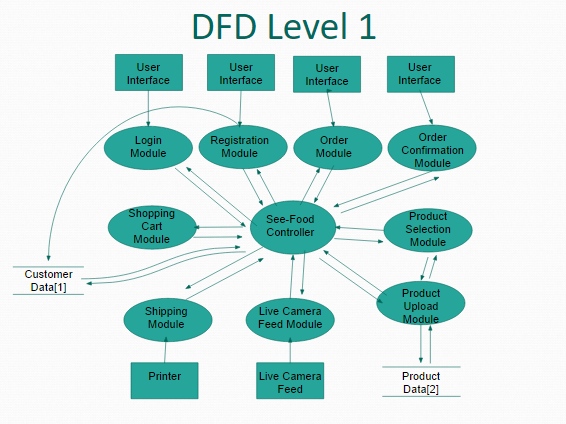 DFD Level 1
User
Interface
User
Interface
User
Interface
User
Interface
Login
Module
Registration
Module
Order
Module
Order
Confirmation
Module
Shopping
Cart
Module
See-Food
Controller
Product
Selection
Module
Customer
Data[1]
Shipping
Module
Live Camera
Feed Module
Product
Upload
Module
Printer
Live Camera
Feed
Product
Data[2]